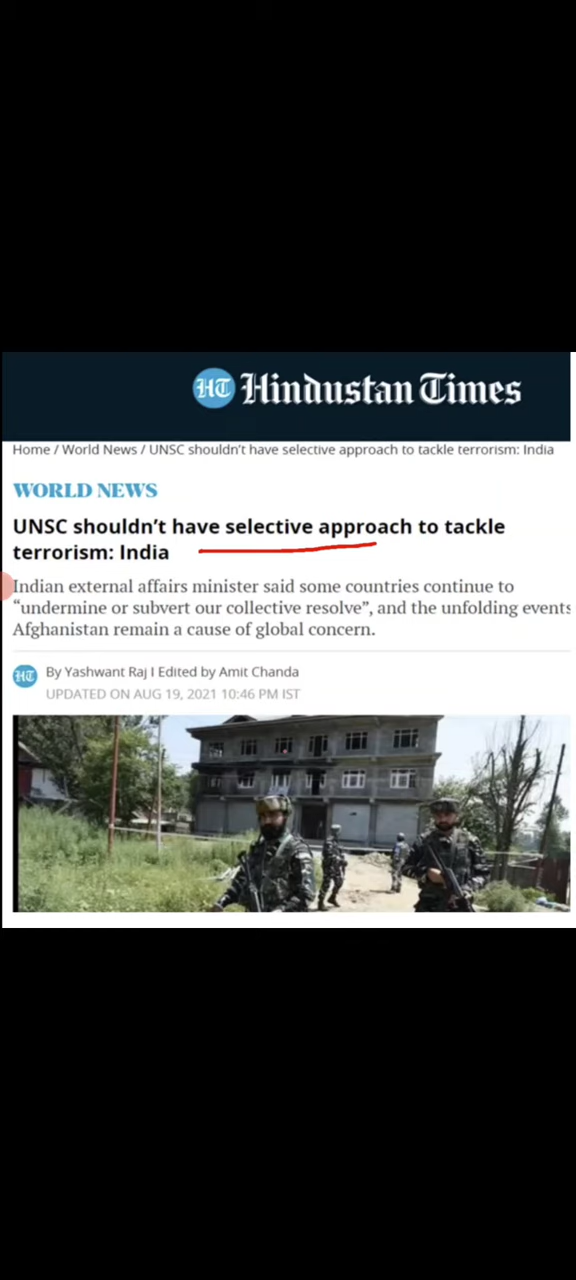 HT Hindustan Times
Home / World News / UNSC shouldn't have selective approach to tackle terrorism: India
WORLD NEWS
UNSC shouldn't have selective approach to tackle
terrorism: India
Indian external affairs minister said some countries continue to
“undermine or subvert our collective resolve”, and the unfolding events
Afghanistan remain a cause of global concern.
HT
By Yashwant Raj I Edited by Amit Chanda
UPDATED ON AUG 19, 2021 10:46 PM IST